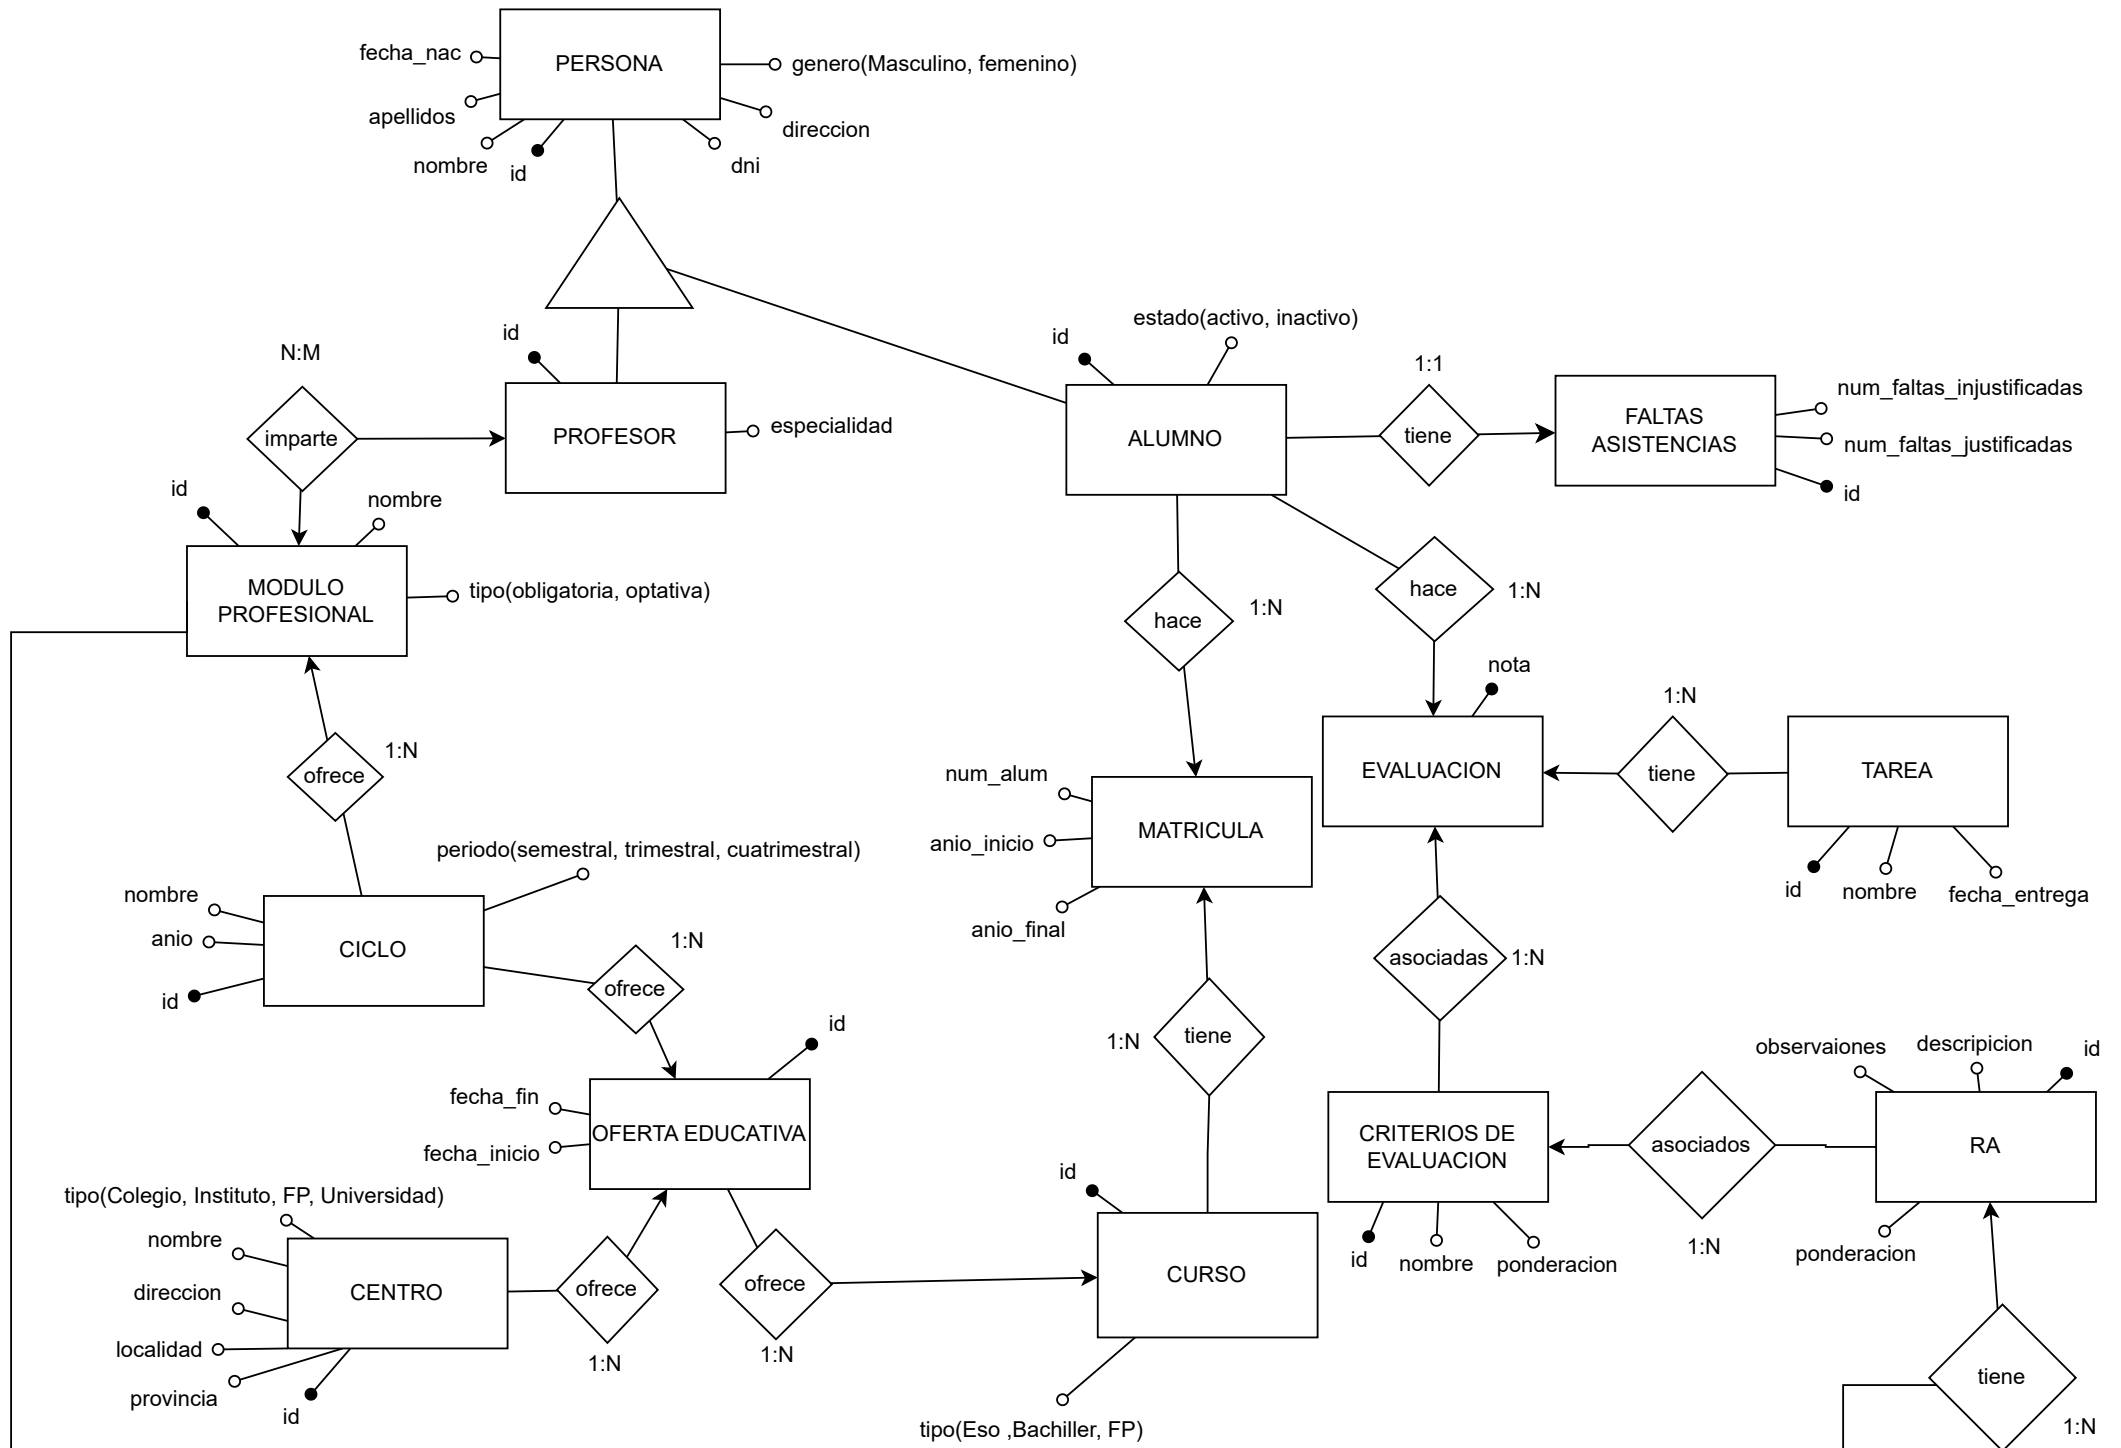 PERSONA
fecha_nac
genero(Masculino, femenino)
apellidos
direccion
nombre
id
dni
N:M
id
estado(activo, inactivo)
id
1:1
imparte
PROFESOR
especialidad
ALUMNO
tiene
FALTAS
ASISTENCIAS
num_faltas_injustificadas
num_faltas_justificadas
id
id
nombre
MODULO
PROFESIONAL
tipo(obligatoria, optativa)
hace
1:N
hace
1:N
nota
1:N
ofrece
1:N
num_alum
MATRICULA
anio_inicio
anio_final
EVALUACION
tiene
TAREA
id
nombre
fecha_entrega
periodo(semestral, trimestral, cuatrimestral)
nombre
anio
CICLO
id
1:N
ofrece
asociadas
1:N
id
1:N
tiene
observaiones
descripicion
id
fecha_fin
OFERTA EDUCATIVA
fecha_inicio
CRITERIOS DE
EVALUACION
asociados
RA
id
nombre
ponderacion
1:N
ponderacion
tipo(Colegio, Instituto, FP, Universidad)
nombre
direccion
localidad
provincia
id
CENTRO
ofrece
1:N
ofrece
1:N
id
CURSO
tipo(Eso ,Bachiller, FP)
tiene
1:N